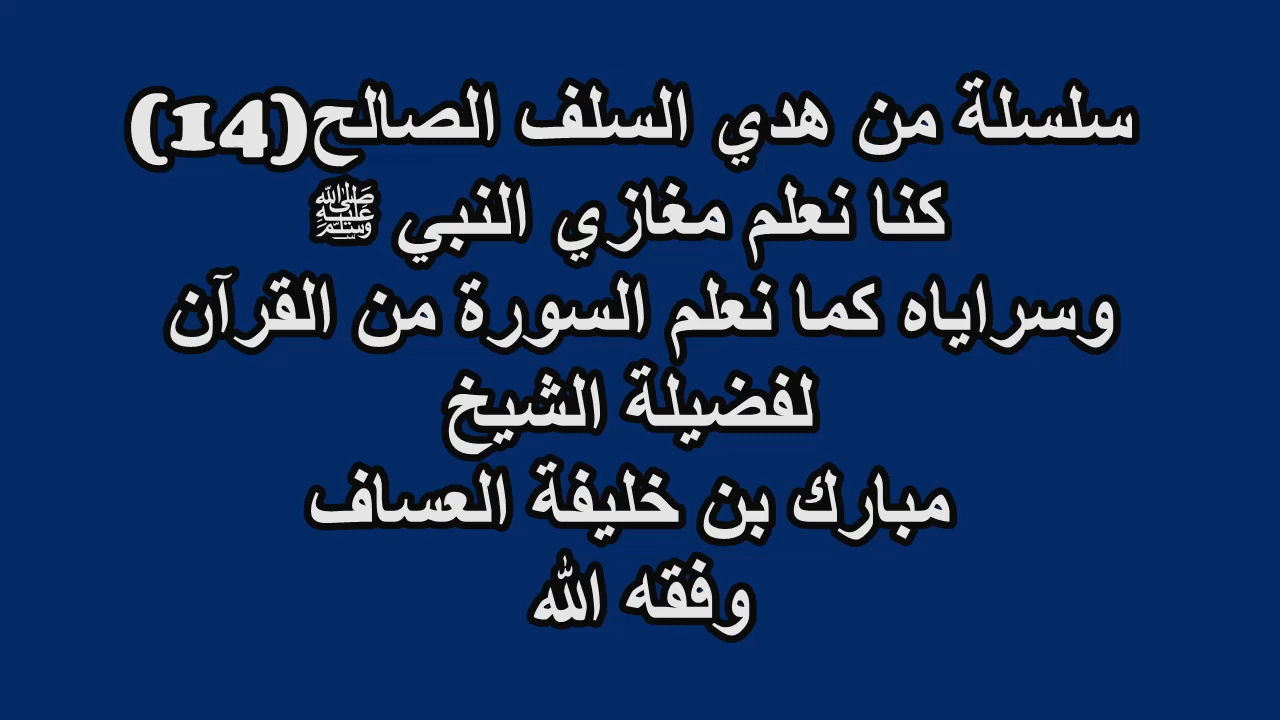 سلسلة من هدي السلف الصالح(14)
كنا نعلم مغازي النبي ﷺ
وسراياه كما نعلم السورة من القرآن
لفضيلة الشيخ
مبارك بن خليفة العساف
وفقه الله